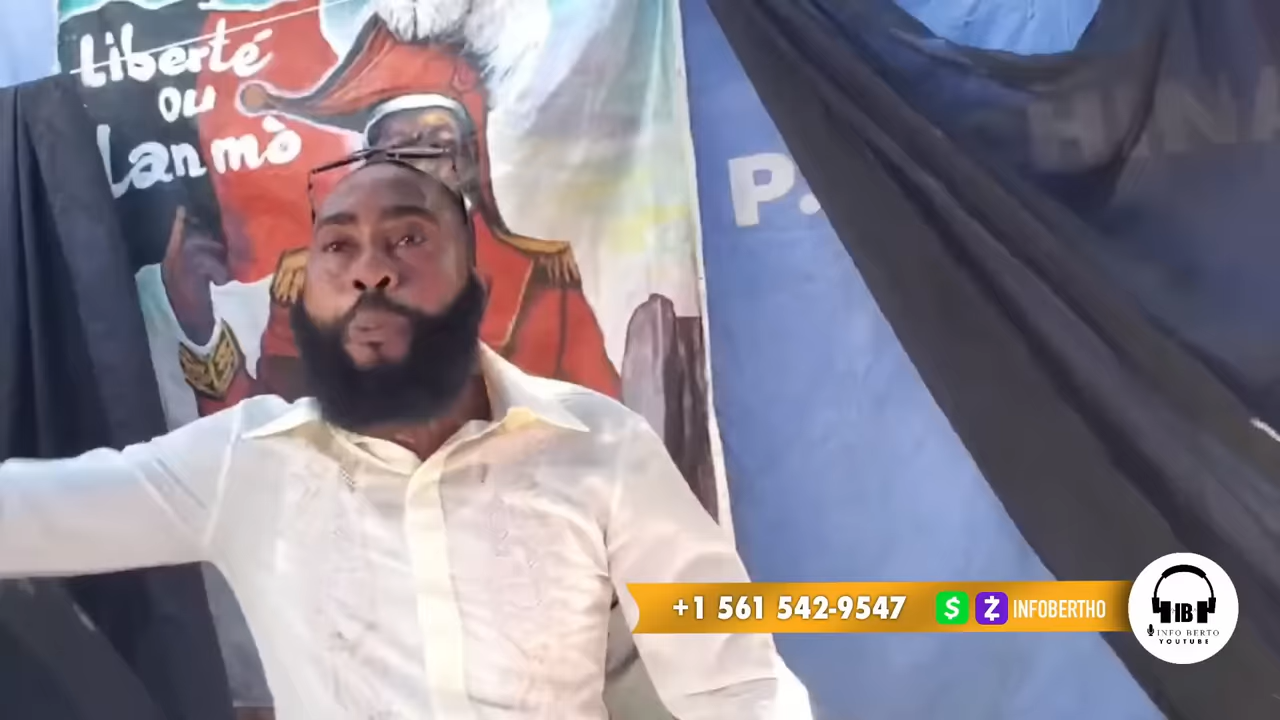 Liberté
ou
Lanmò
P.
+1 561 542-9547
INFOBERTHO
IB
INFO BERTO
YOUTUBE